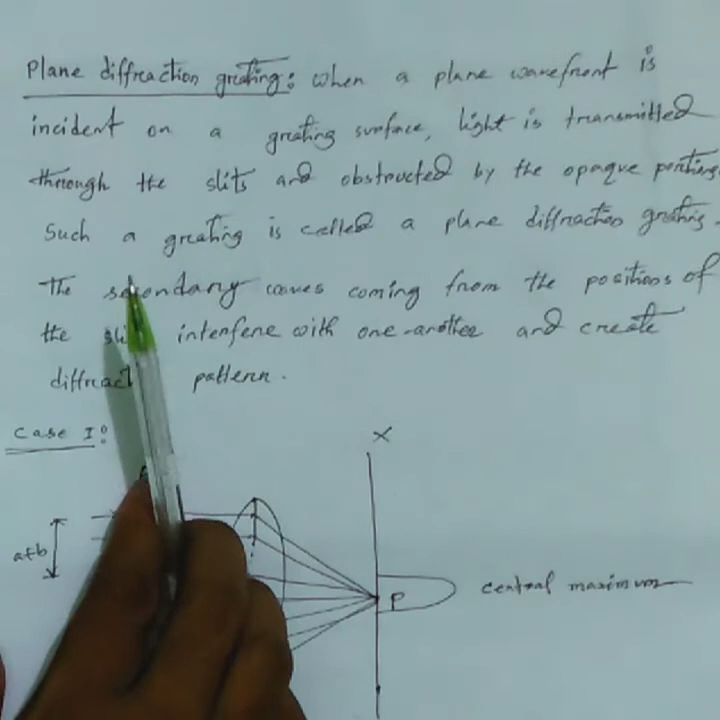 Plane diffraction grating: when a plane wavefront is
incident on a grating surface, light is transmitted
through the slits and obstructed by the opaque portions.
Such a grating is called a plane diffraction grating.
The secondary waves coming from the positions of
the interfere with one-another and create
pattern.
Case I:
X
a+b
P
central maximum